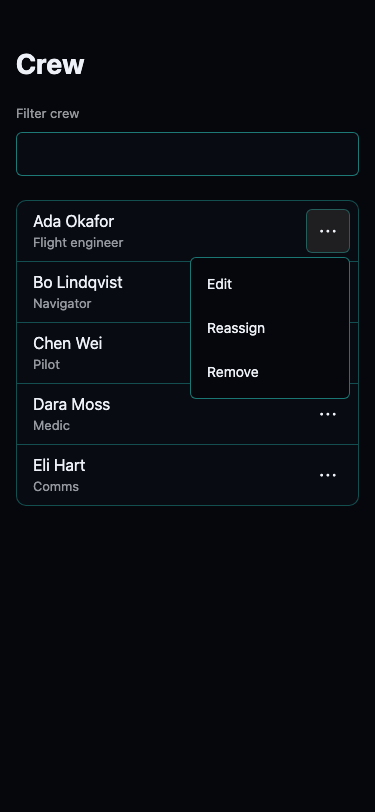 Crew
Filter crew
Ada Okafor
Flight engineer
...
Bo Lindqvist
Navigator
Edit
Chen Wei
Pilot
Reassign
Remove
Dara Moss
Medic
...
Eli Hart
Comms
...